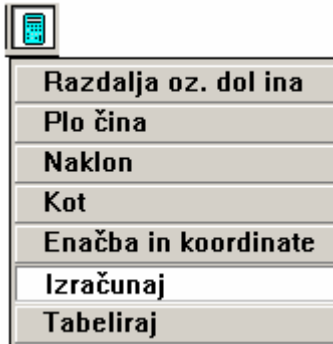 Razdalja oz. dol ina
Plo čina
Naklon
Kot
Enačba in koordinate
Izračunaj
Tabeliraj